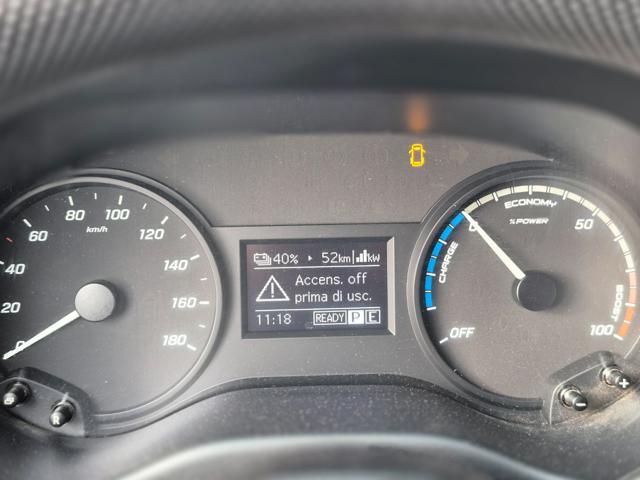 0
20
40
60
80
100
120
140
160
180
km/h
40% ▸ 52km kW
Accens. off
prima di usc.
11:18 READY P E
OFF
CHARGE
0
ECONOMY
% POWER
50
BOOST
100
-
+